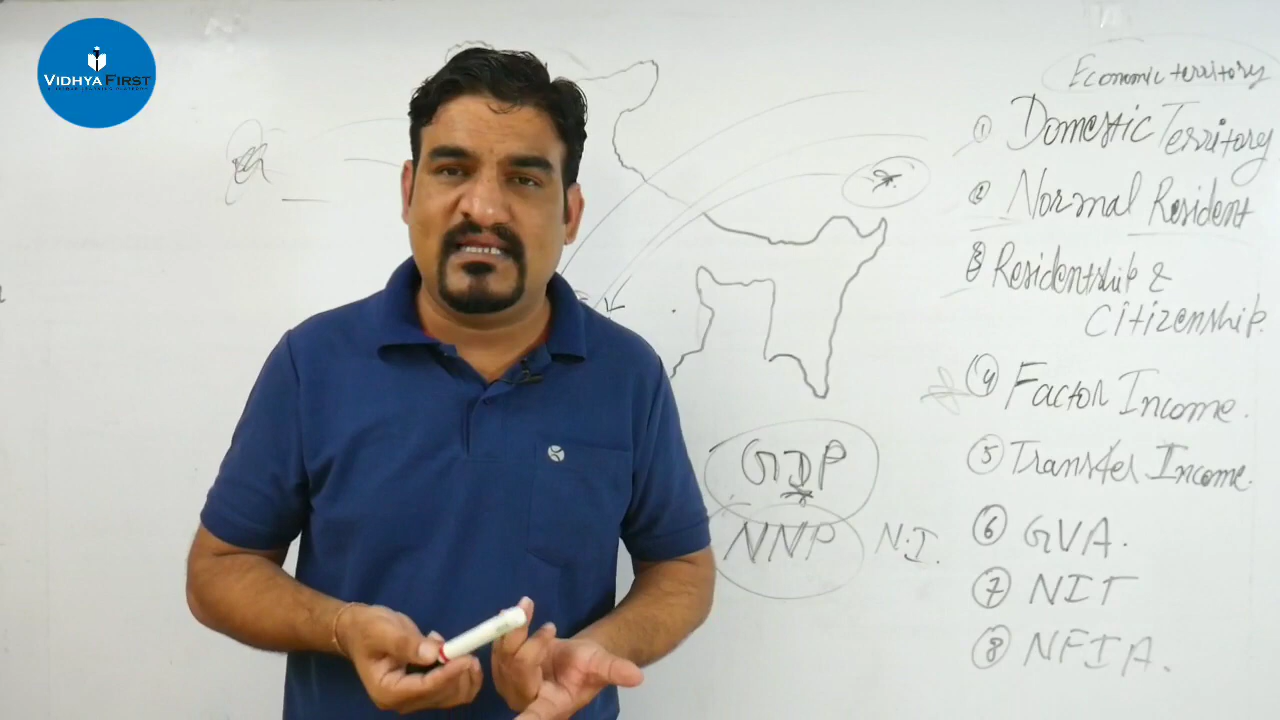 VIDHYA FIRST
Economic territory
① Domestic Territory
② Normal Resident
③ Residentship &
Citizenship.
④ Factor Income.
⑤ Transfer Income.
⑥ GVA.
⑦ NIT
⑧ NFIA.
GDP
NNP N.I.